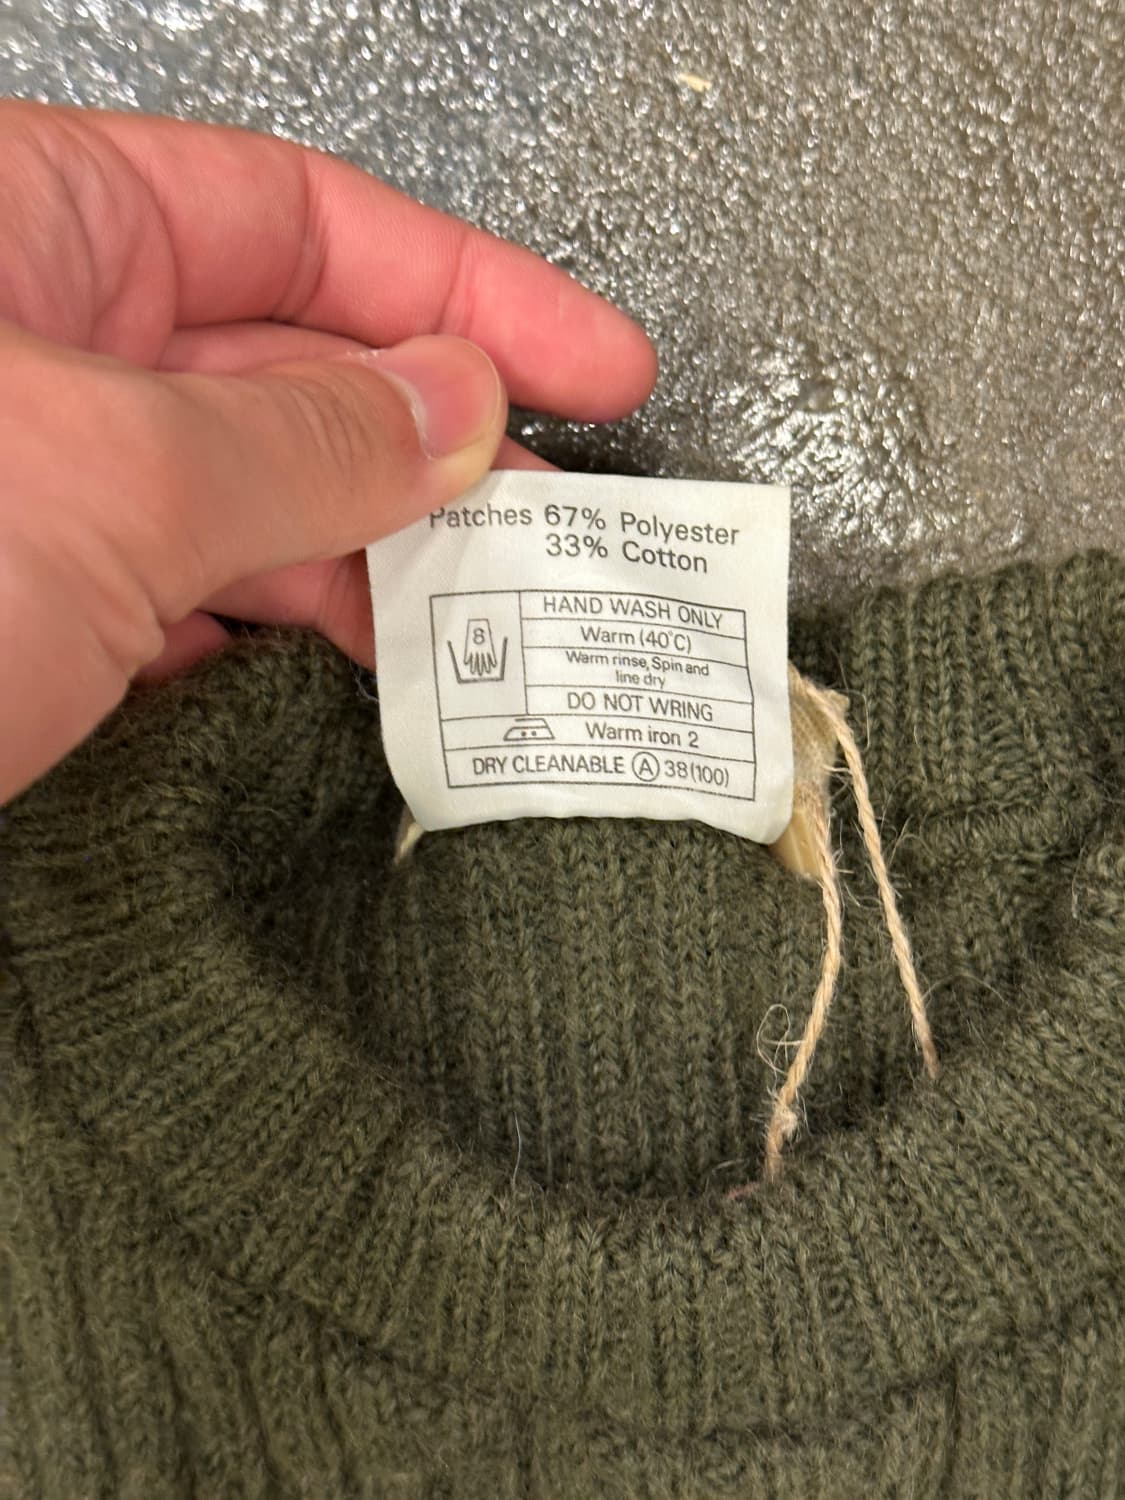 Patches 67% Polyester
33% Cotton
HAND WASH ONLY
8
Warm (40°C)
Warm rinse, Spin and
line dry
DO NOT WRING
Warm iron 2
DRY CLEANABLE Ⓐ 38(100)